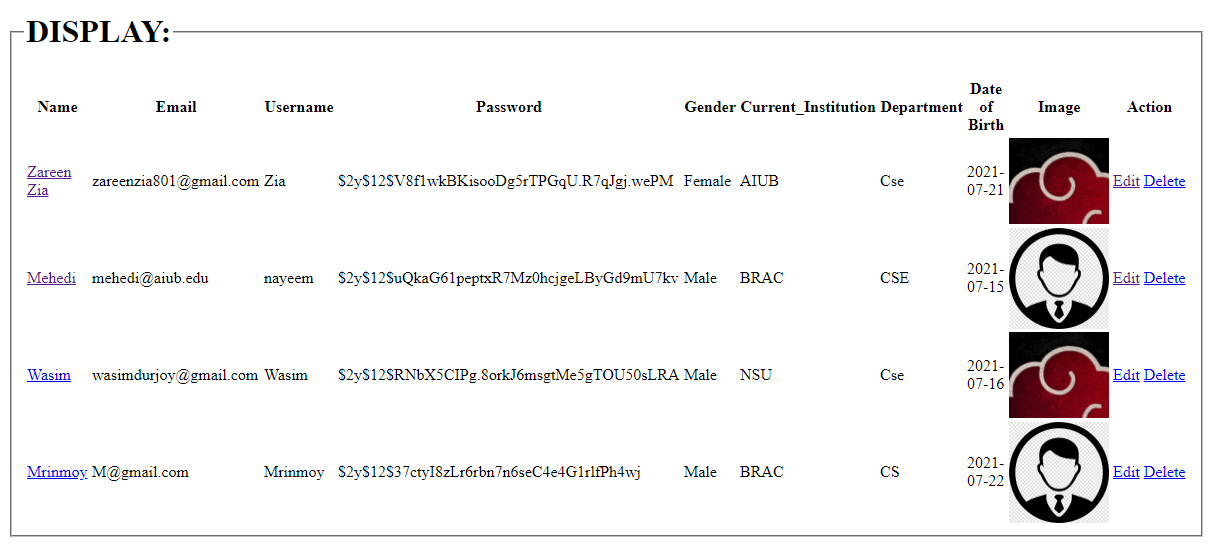 DISPLAY:
Name Email Username Password Gender Current_Institution Department Date of Birth Image Action
Zareen Zia zareenzia801@gmail.com Zia $2y$12$V8f1wkBKisooDg5rTPGqU.R7qJgj.wePM Female AIUB Cse 2021-07-21 Edit Delete
Mehedi mehedi@aiub.edu nayeem $2y$12$uQkaG61peptxR7Mz0hcjgeLByGd9mU7kv Male BRAC CSE 2021-07-15 Edit Delete
Wasim wasimdurjoy@gmail.com Wasim $2y$12$RNbX5CIPg.8orkJ6msgtMe5gTOU50sLRA Male NSU Cse 2021-07-16 Edit Delete
Mrinmoy M@gmail.com Mrinmoy $2y$12$37ctyI8zLr6rbn7n6seC4e4G1rlfPh4wj Male BRAC CS 2021-07-22 Edit Delete